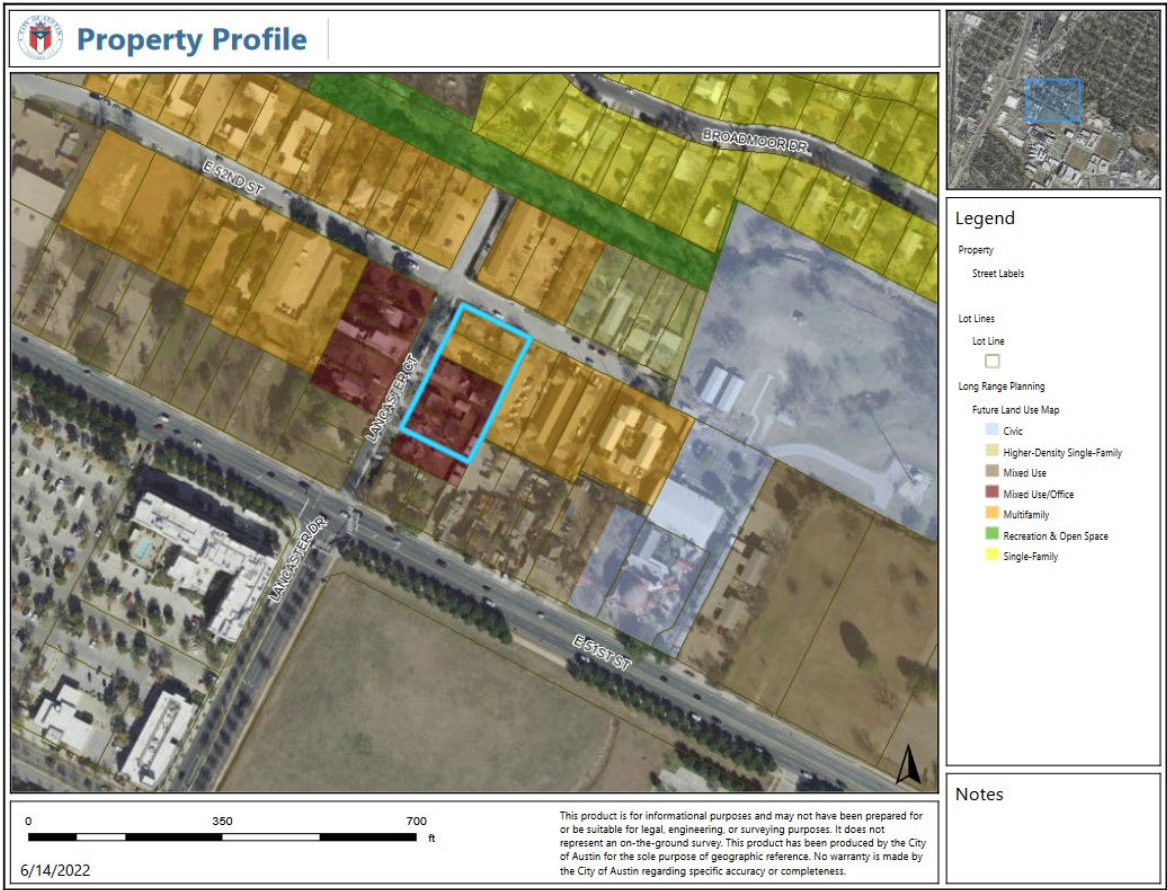 Property Profile
BROADMOOR DR
E 52ND ST
LANCASTER CT
LANCASTER DR
E 51ST ST
Legend
Property
Street Labels
Lot Lines
Lot Line
Long Range Planning
Future Land Use Map
Civic
Higher-Density Single-Family
Mixed Use
Mixed Use/Office
Multifamily
Recreation & Open Space
Single-Family
Notes
0 350 700
ft
6/14/2022
This product is for informational purposes and may not have been prepared for
or be suitable for legal, engineering, or surveying purposes. It does not
represent an on-the-ground survey. This product has been produced by the City
of Austin for the sole purpose of geographic reference. No warranty is made by
the City of Austin regarding specific accuracy or completeness.